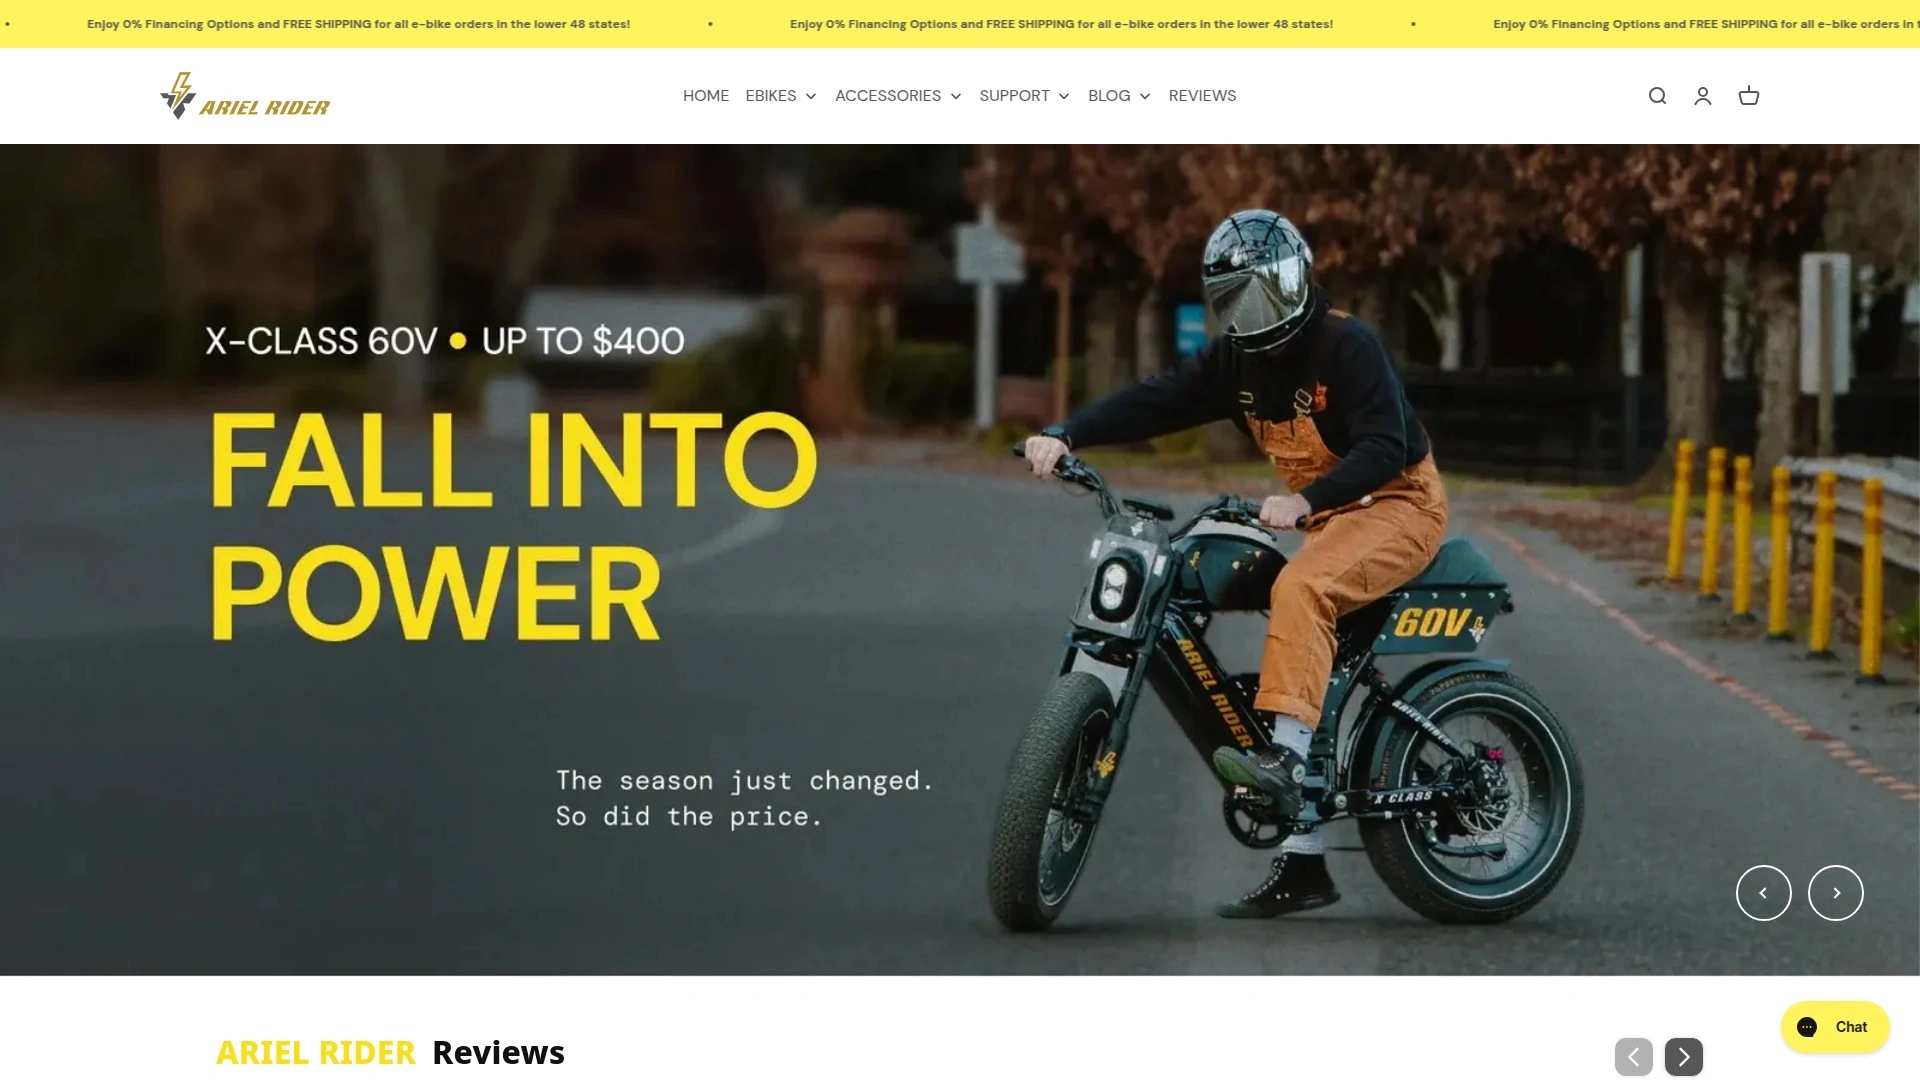 Enjoy 0% Financing Options and FREE SHIPPING for all e-bike orders in the lower 48 states! • Enjoy 0% Financing Options and FREE SHIPPING for all e-bike orders in the lower 48 states! • Enjoy 0% Financing Options and FREE SHIPPING for all e-bike orders in
ARIEL RIDER
HOME EBIKES ACCESSORIES SUPPORT BLOG REVIEWS
X-CLASS 60V • UP TO $400
FALL INTO
POWER
The season just changed.
So did the price.
60V
ARIEL RIDER
ARIEL RIDER
X CLASS
Chat
ARIEL RIDER Reviews